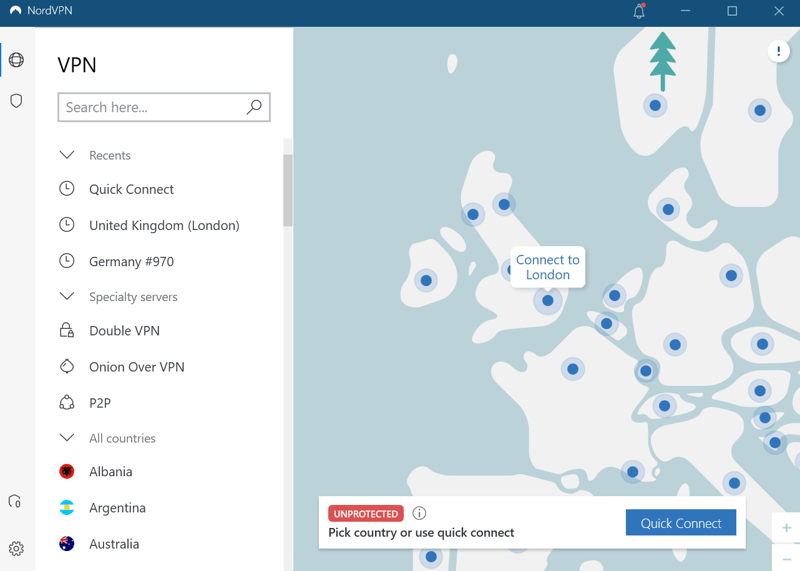 NordVPN
VPN
Search here...
Recents
Quick Connect
United Kingdom (London)
Germany #970
Specialty servers
Double VPN
Onion Over VPN
P2P
All countries
Albania
Argentina
Australia
Connect to
London
UNPROTECTED
Pick country or use quick connect
Quick Connect